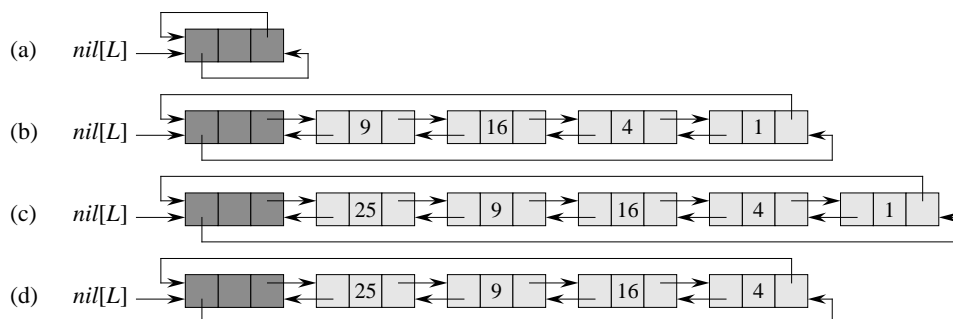 (a) nil[L]
(b) nil[L] 9 16 4 1
(c) nil[L] 25 9 16 4 1
(d) nil[L] 25 9 16 4